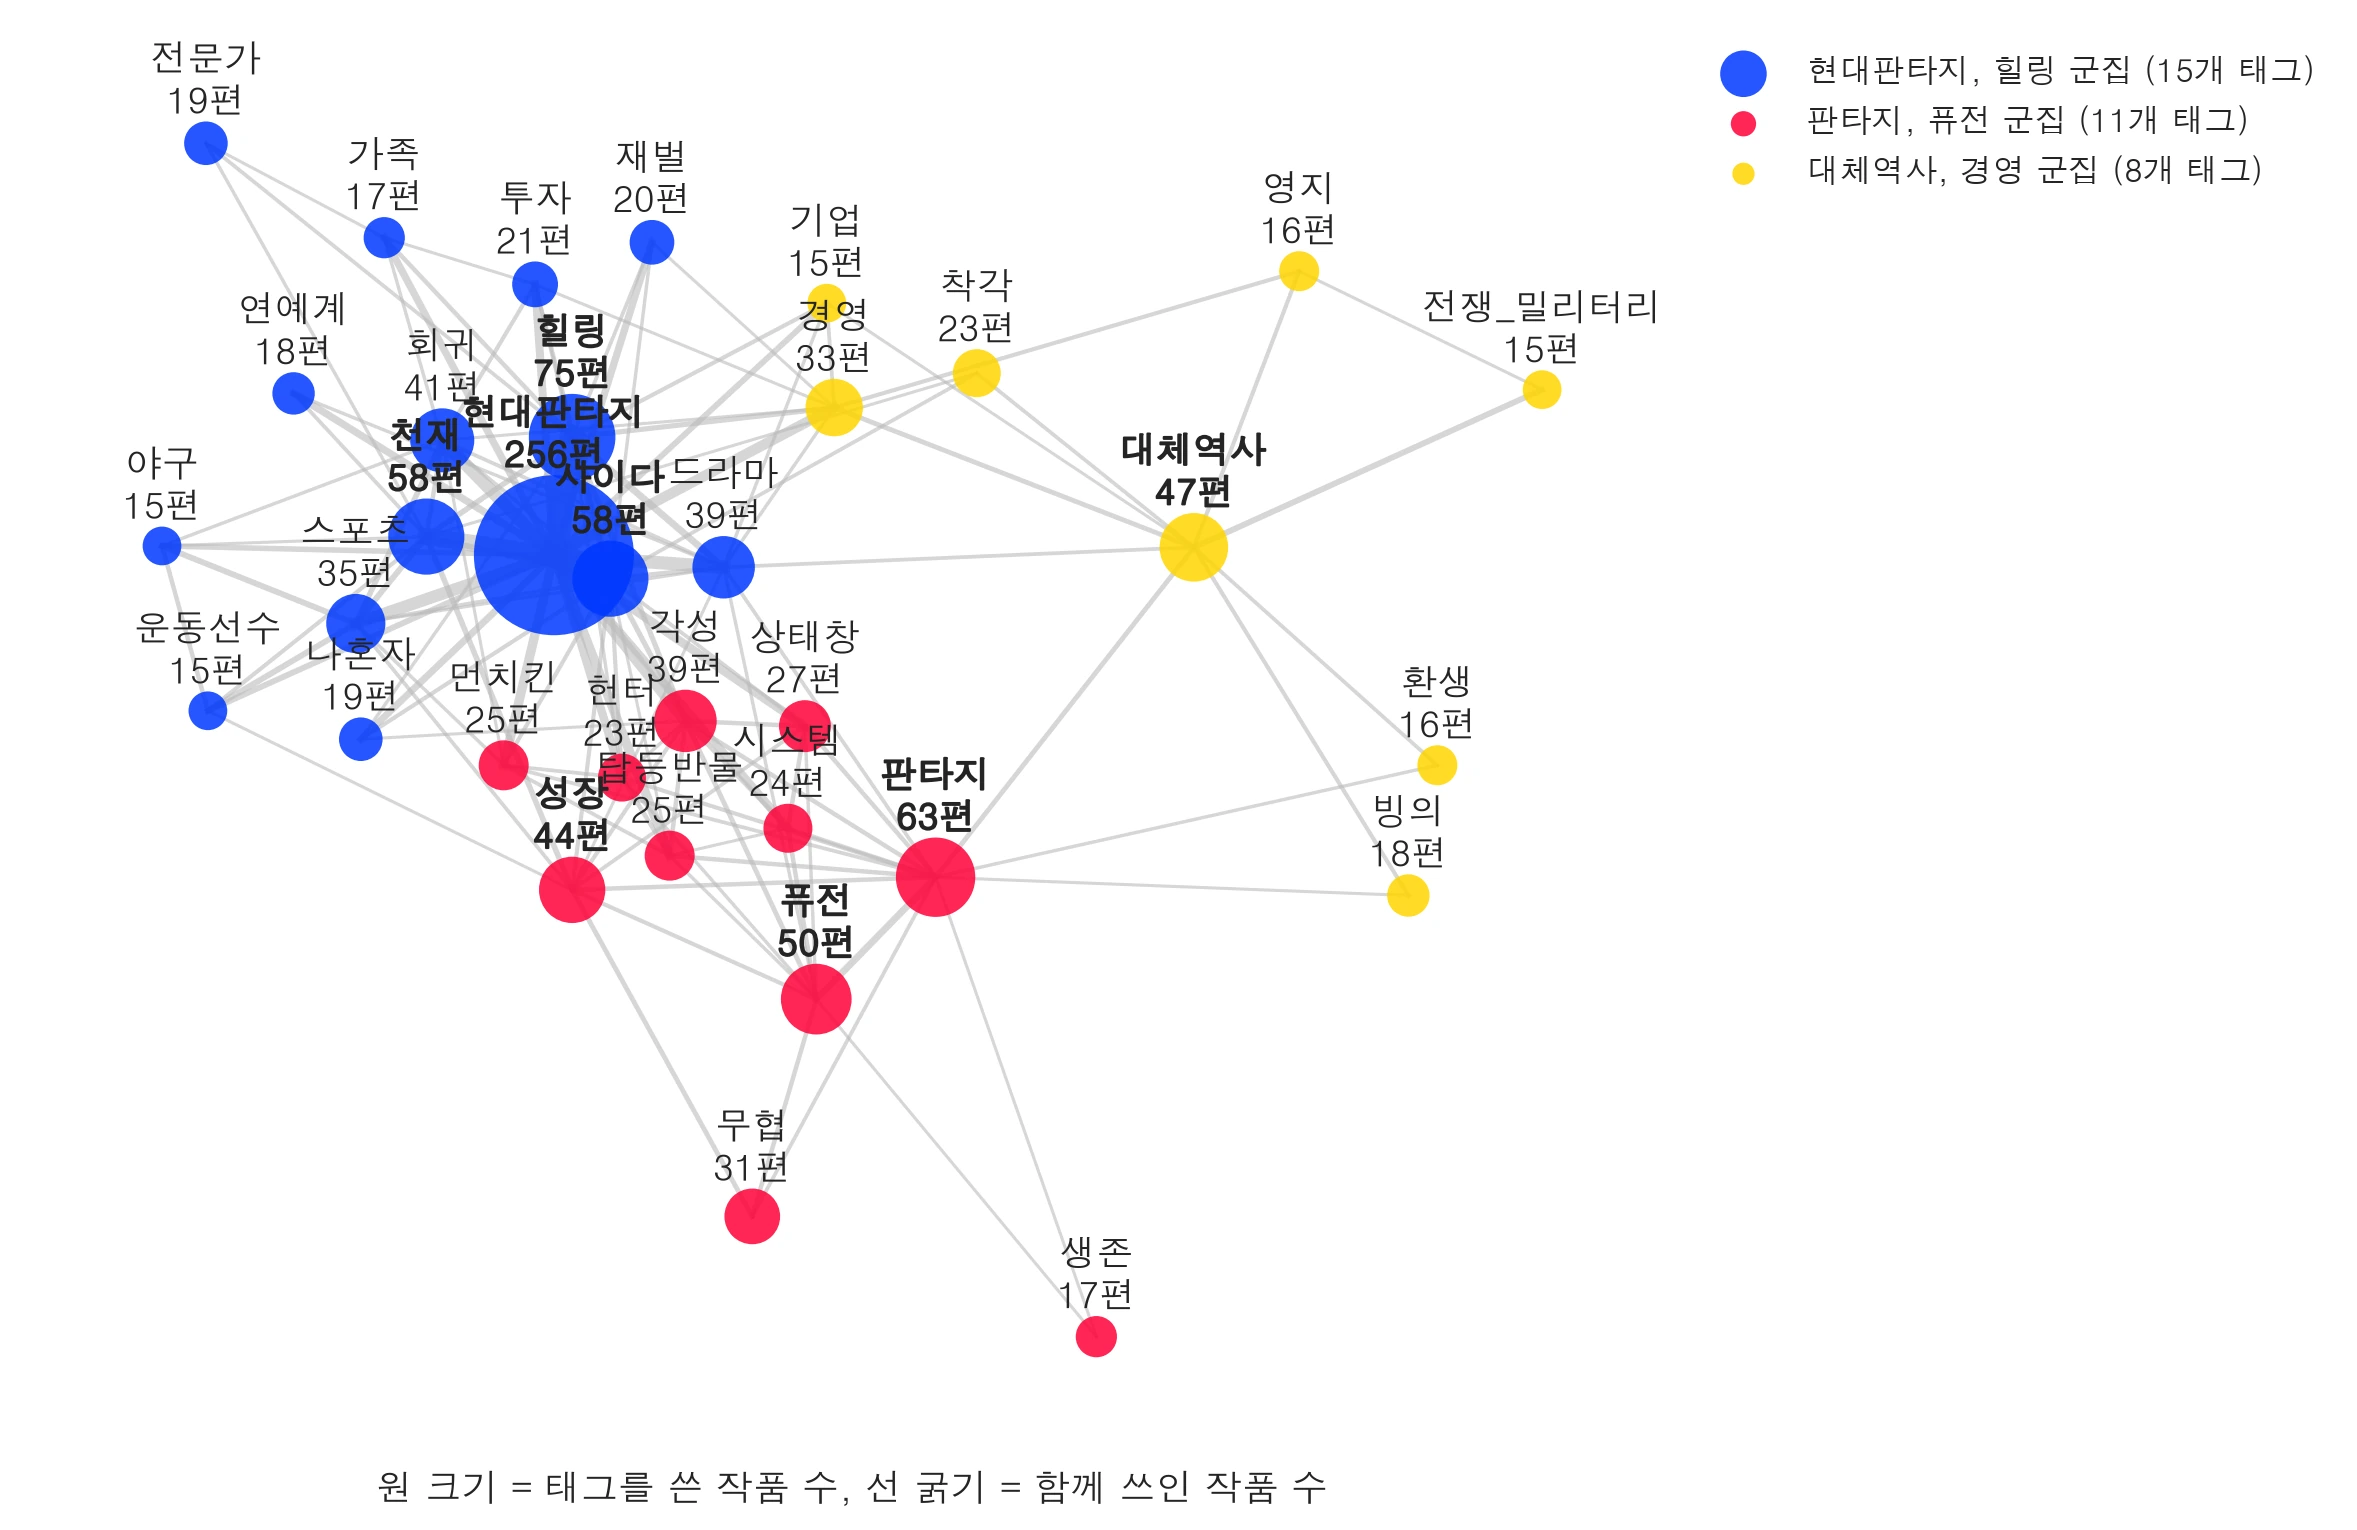 현대판타지, 힐링 군집 (15개 태그)
판타지, 퓨전 군집 (11개 태그)
대체역사, 경영 군집 (8개 태그)
전문가
19편
가족
17편
투자
21편
재벌
20편
기업
15편
영지
16편
착각
23편
전쟁_밀리터리
15편
연예계
18편
회귀
41편
힐링
75편
경영
33편
현대판타지
256편
천재
58편
사이다
58편
드라마
39편
대체역사
47편
야구
15편
스포츠
35편
운동선수
15편
나혼자
19편
먼치킨
25편
각성
39편
상태창
27편
헌터
23편
시스템
24편
탑등반물
25편
성장
44편
판타지
63편
환생
16편
빙의
18편
퓨전
50편
무협
31편
생존
17편
원 크기 = 태그를 쓴 작품 수, 선 굵기 = 함께 쓰인 작품 수